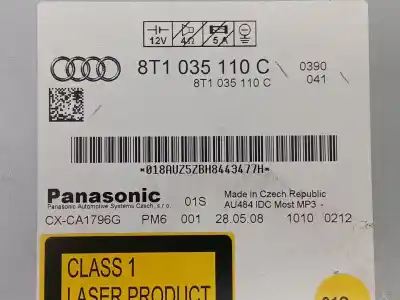 12V 4Ω 5A
8T1 035 110 C 0390
8T1 035 110 C 041
*018AUZ5ZBH8443477H*
Panasonic 01S Made in Czech Republic
Panasonic Automotive Systems Czech, s.r.o. AU484 IDC Most MP3 -
CX-CA1796G PM6 001 28.05.08 1010 0212
CLASS 1
LASER PRODUCT